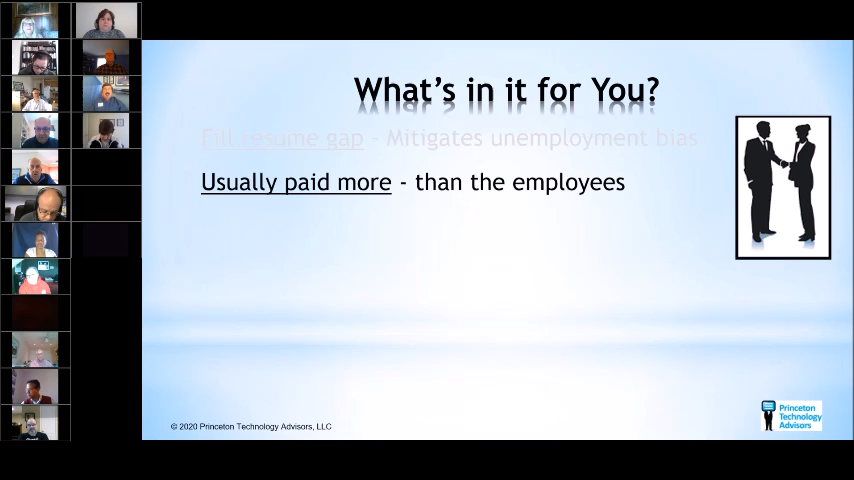 What's in it for You?
Fill resume gap - Mitigates unemployment bias
Usually paid more - than the employees
© 2020 Princeton Technology Advisors, LLC
Princeton
Technology
Advisors